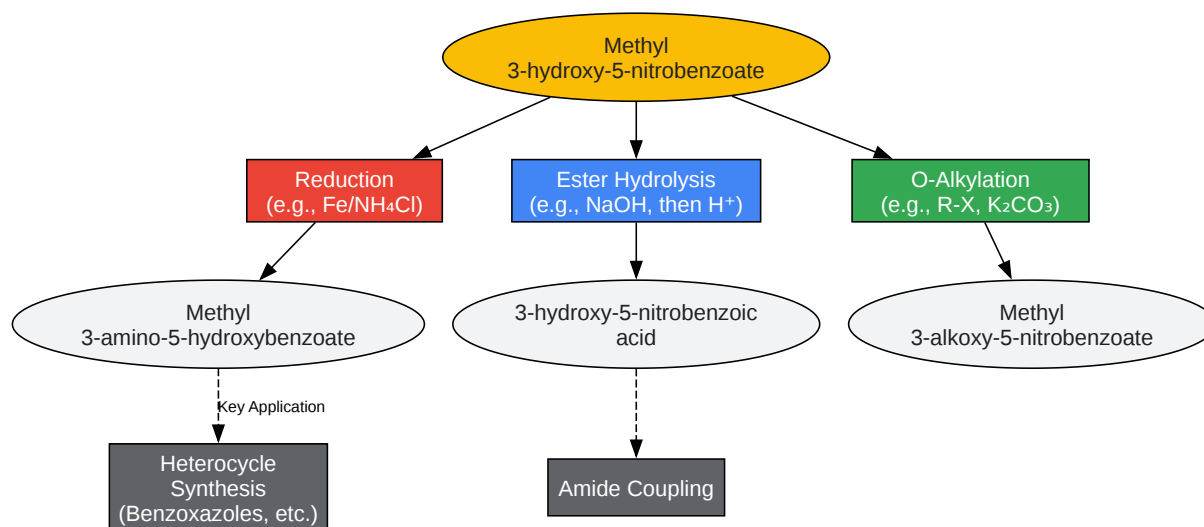 Methyl
3-hydroxy-5-nitrobenzoate
Reduction
(e.g., Fe/NH₄Cl)
Ester Hydrolysis
(e.g., NaOH, then H⁺)
O-Alkylation
(e.g., R-X, K₂CO₃)
Methyl
3-amino-5-hydroxybenzoate
3-hydroxy-5-nitrobenzoic
acid
Methyl
3-alkoxy-5-nitrobenzoate
Key Application
Heterocycle
Synthesis
(Benzoxazoles, etc.)
Amide Coupling